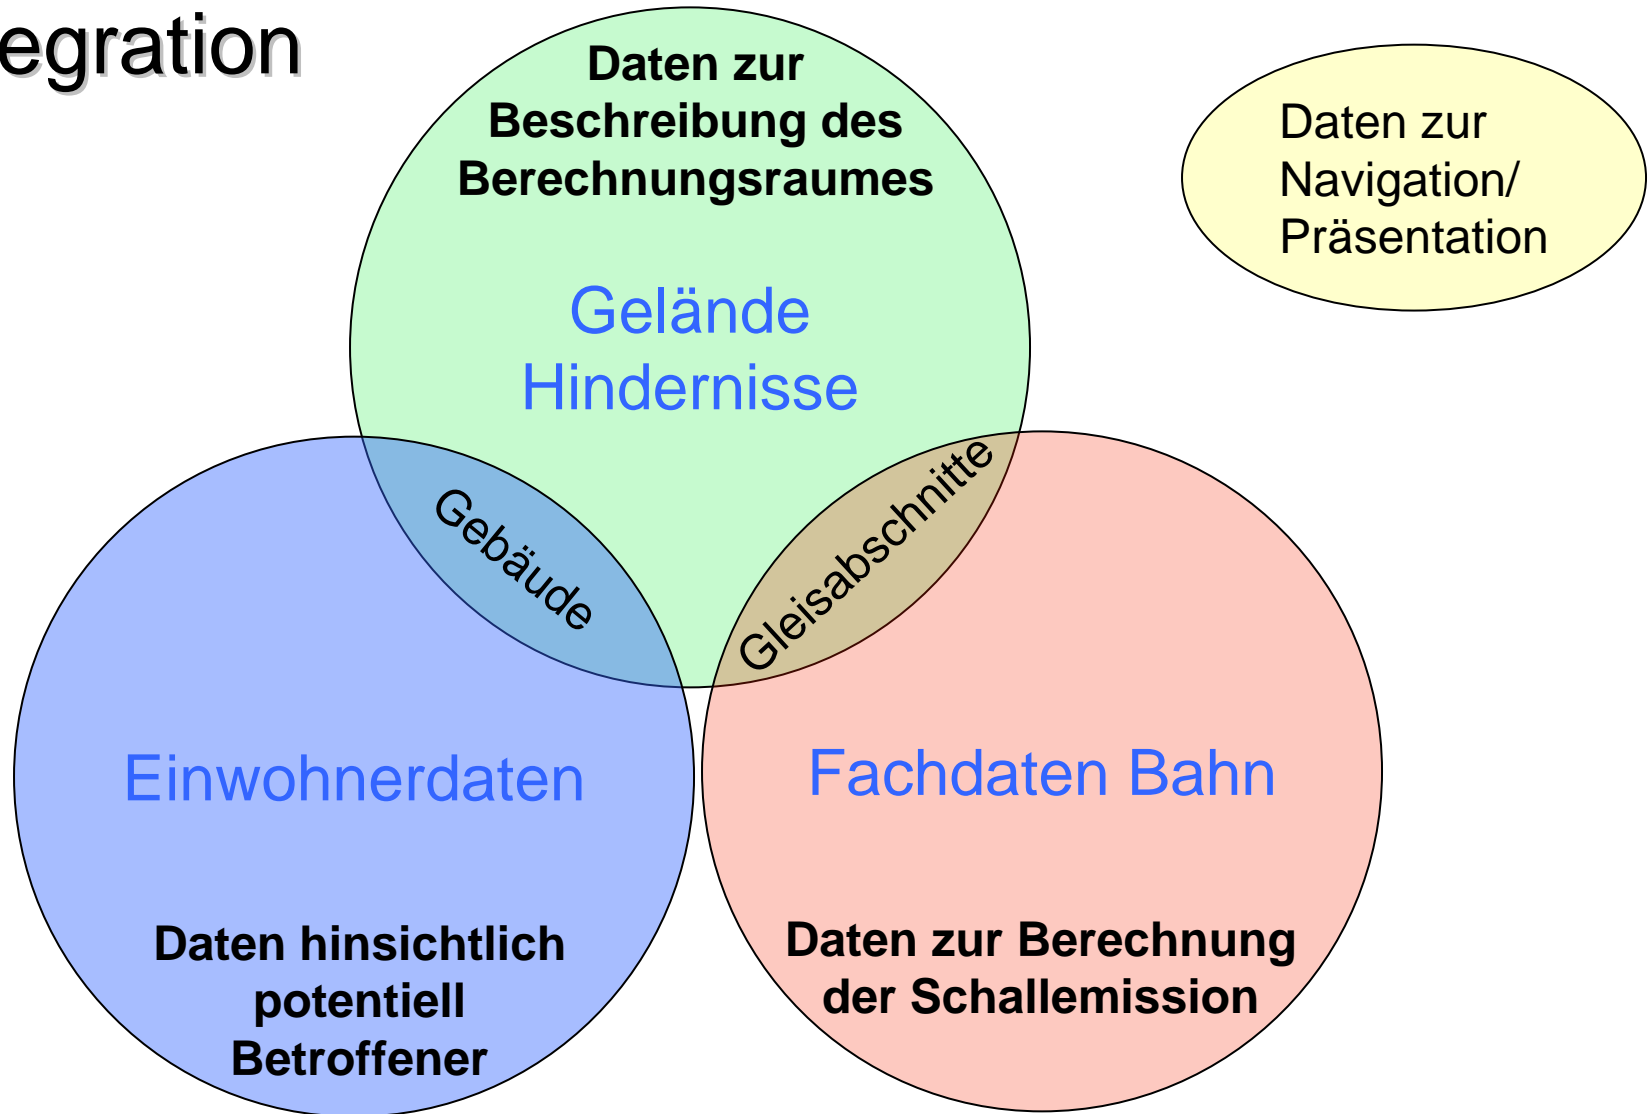 egration
Daten zur
Beschreibung des
Berechnungsraumes
Gelände
Hindernisse
Daten zur
Navigation/
Präsentation
Gebäude
Gleisabschnitte
Einwohnerdaten
Daten hinsichtlich
potentiell
Betroffener
Fachdaten Bahn
Daten zur Berechnung
der Schallemission